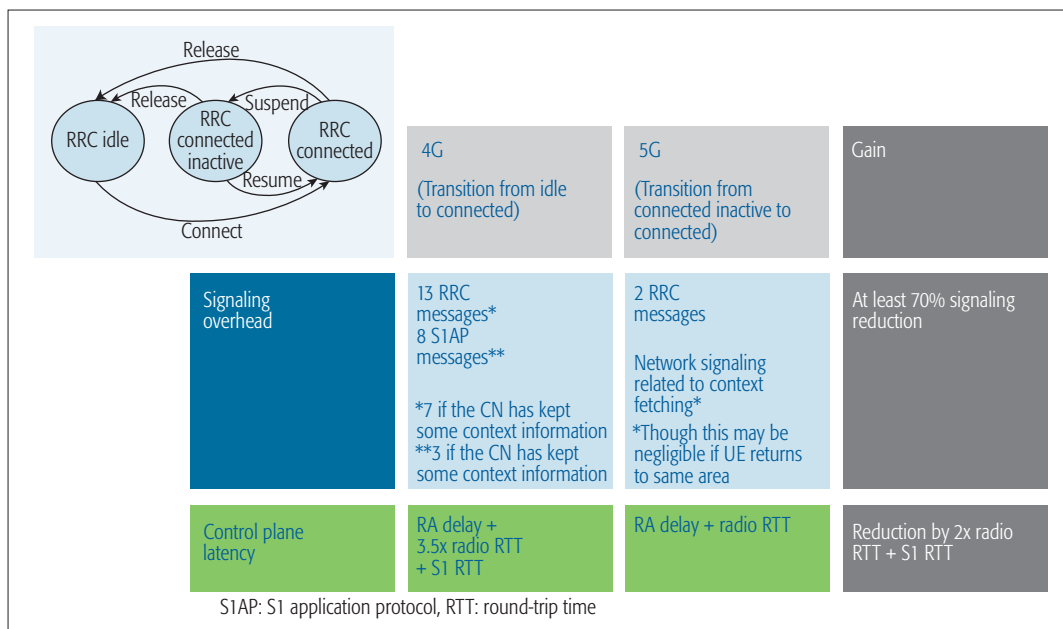 Release
Release
Suspend
RRC idle
RRC
connected
inactive
RRC
connected
Resume
Connect
4G
(Transition from idle
to connected)
5G
(Transition from
connected inactive to
connected)
Gain
Signaling
overhead
13 RRC
messages*
8 S1AP
messages**
*7 if the CN has kept
some context information
**3 if the CN has kept
some context information
2 RRC
messages
Network signaling
related to context
fetching*
*Though this may be
negligible if UE returns
to same area
At least 70% signaling
reduction
Control plane
latency
RA delay +
3.5x radio RTT
+ S1 RTT
RA delay + radio RTT
Reduction by 2x radio
RTT + S1 RTT
S1AP: S1 application protocol, RTT: round-trip time